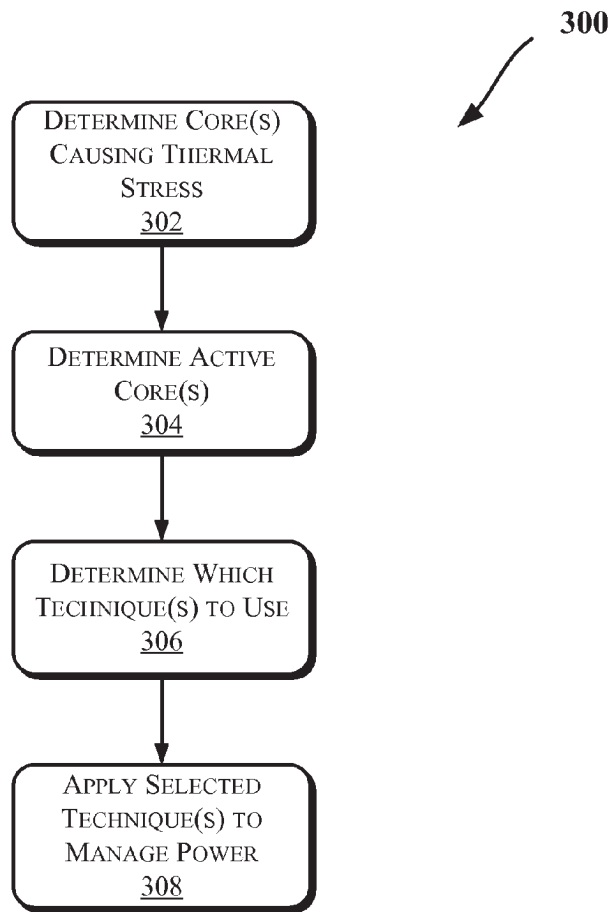 300
DETERMINE CORE(S)
CAUSING THERMAL
STRESS
302
DETERMINE ACTIVE
CORE(S)
304
DETERMINE WHICH
TECHNIQUE(S) TO USE
306
APPLY SELECTED
TECHNIQUE(S) TO
MANAGE POWER
308